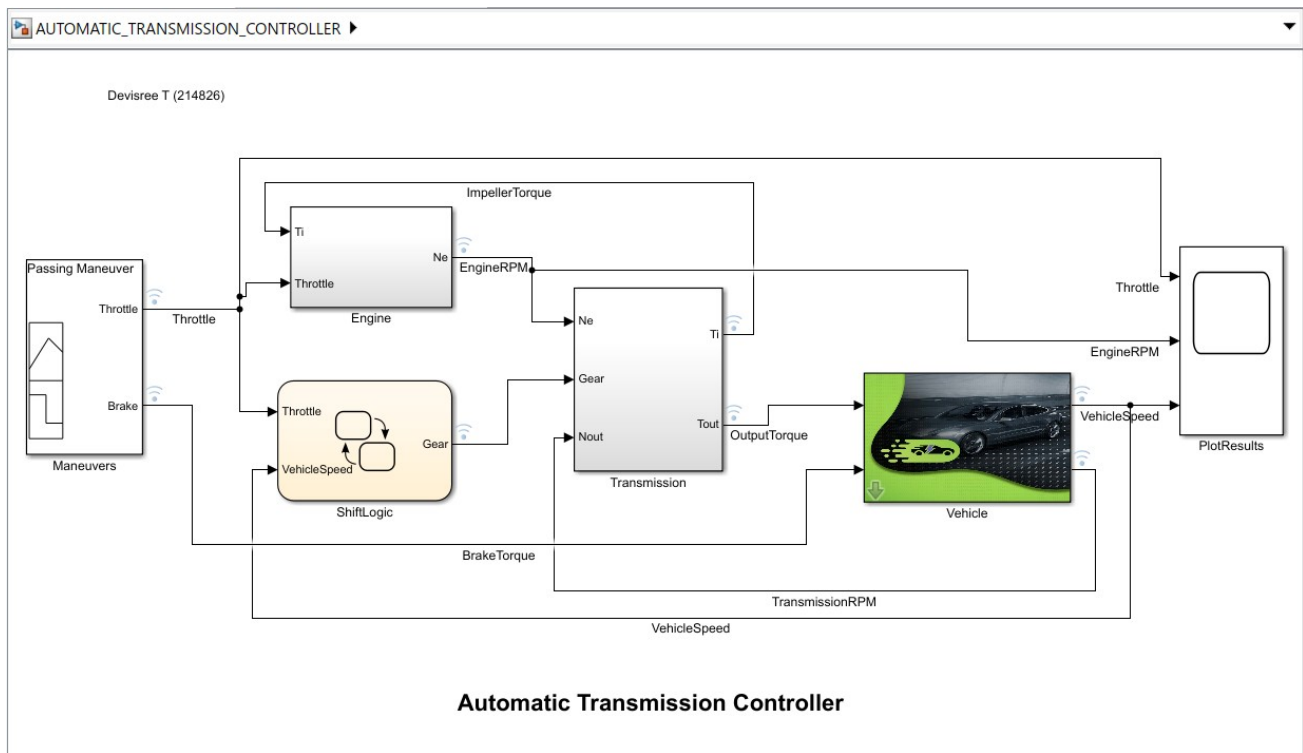 AUTOMATIC_TRANSMISSION_CONTROLLER
Devisree T (214826)
ImpellerTorque
Ti
Ne
EngineRPM
Throttle
Engine
Passing Maneuver
Throttle
Throttle
Brake
Maneuvers
Throttle
VehicleSpeed
Gear
ShiftLogic
Ne
Gear
Nout
Ti
Tout
Transmission
OutputTorque
Vehicle
VehicleSpeed
Throttle
EngineRPM
PlotResults
BrakeTorque
TransmissionRPM
VehicleSpeed
Automatic Transmission Controller